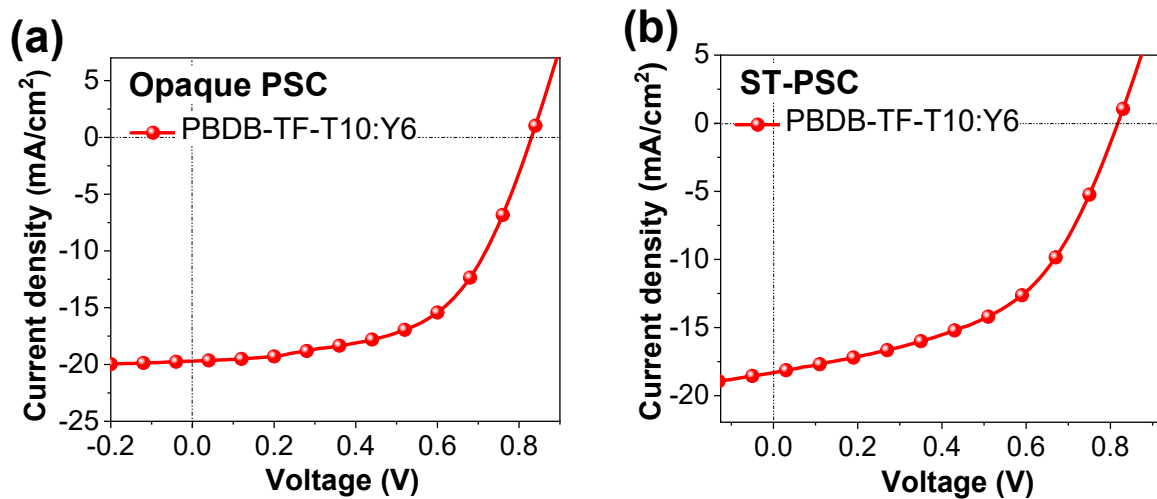 (a)
Opaque PSC
PBDB-TF-T10:Y6
Current density (mA/cm²)
5
0
-5
-10
-15
-20
-25
-0.2 0.0 0.2 0.4 0.6 0.8
Voltage (V)
(b)
ST-PSC
PBDB-TF-T10:Y6
Current density (mA/cm²)
5
0
-5
-10
-15
-20
0.0 0.2 0.4 0.6 0.8
Voltage (V)